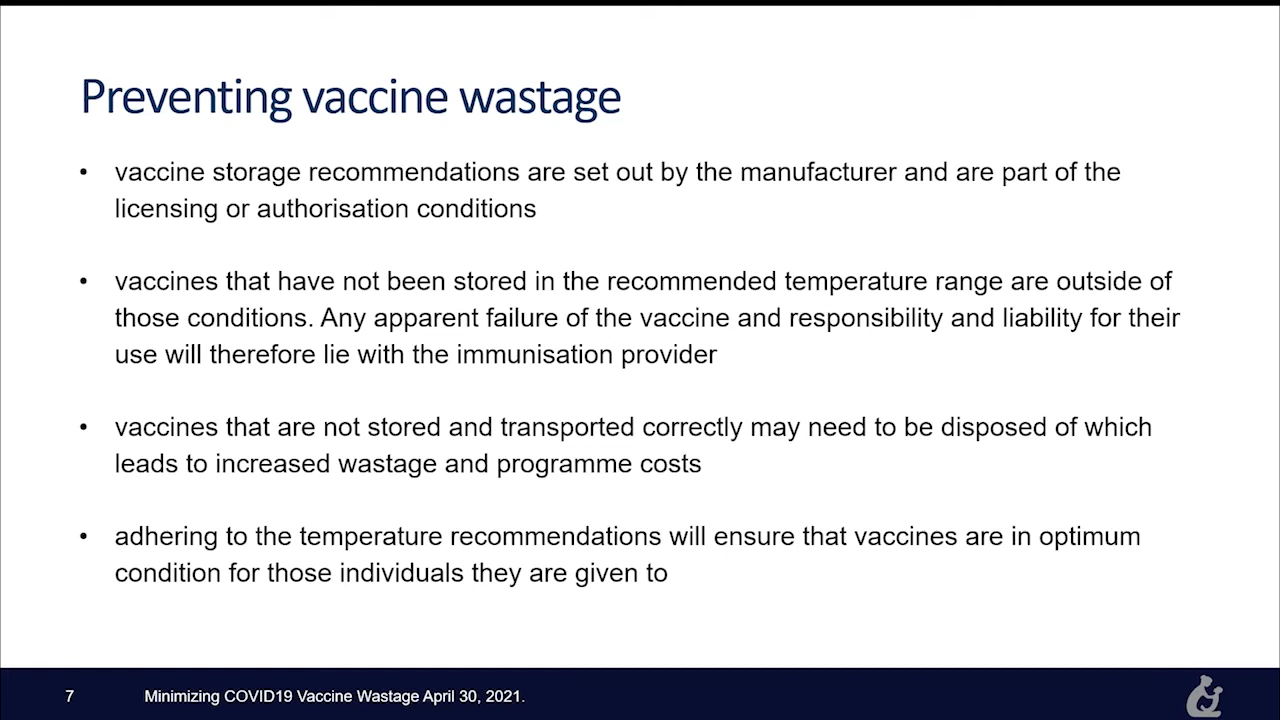 Preventing vaccine wastage
• vaccine storage recommendations are set out by the manufacturer and are part of the
licensing or authorisation conditions
• vaccines that have not been stored in the recommended temperature range are outside of
those conditions. Any apparent failure of the vaccine and responsibility and liability for their
use will therefore lie with the immunisation provider
• vaccines that are not stored and transported correctly may need to be disposed of which
leads to increased wastage and programme costs
• adhering to the temperature recommendations will ensure that vaccines are in optimum
condition for those individuals they are given to
7 Minimizing COVID19 Vaccine Wastage April 30, 2021.